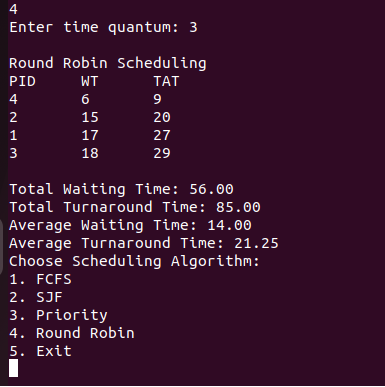 4
Enter time quantum: 3
Round Robin Scheduling
PID WT TAT
4 6 9
2 15 20
1 17 27
3 18 29
Total Waiting Time: 56.00
Total Turnaround Time: 85.00
Average Waiting Time: 14.00
Average Turnaround Time: 21.25
Choose Scheduling Algorithm:
1. FCFS
2. SJF
3. Priority
4. Round Robin
5. Exit